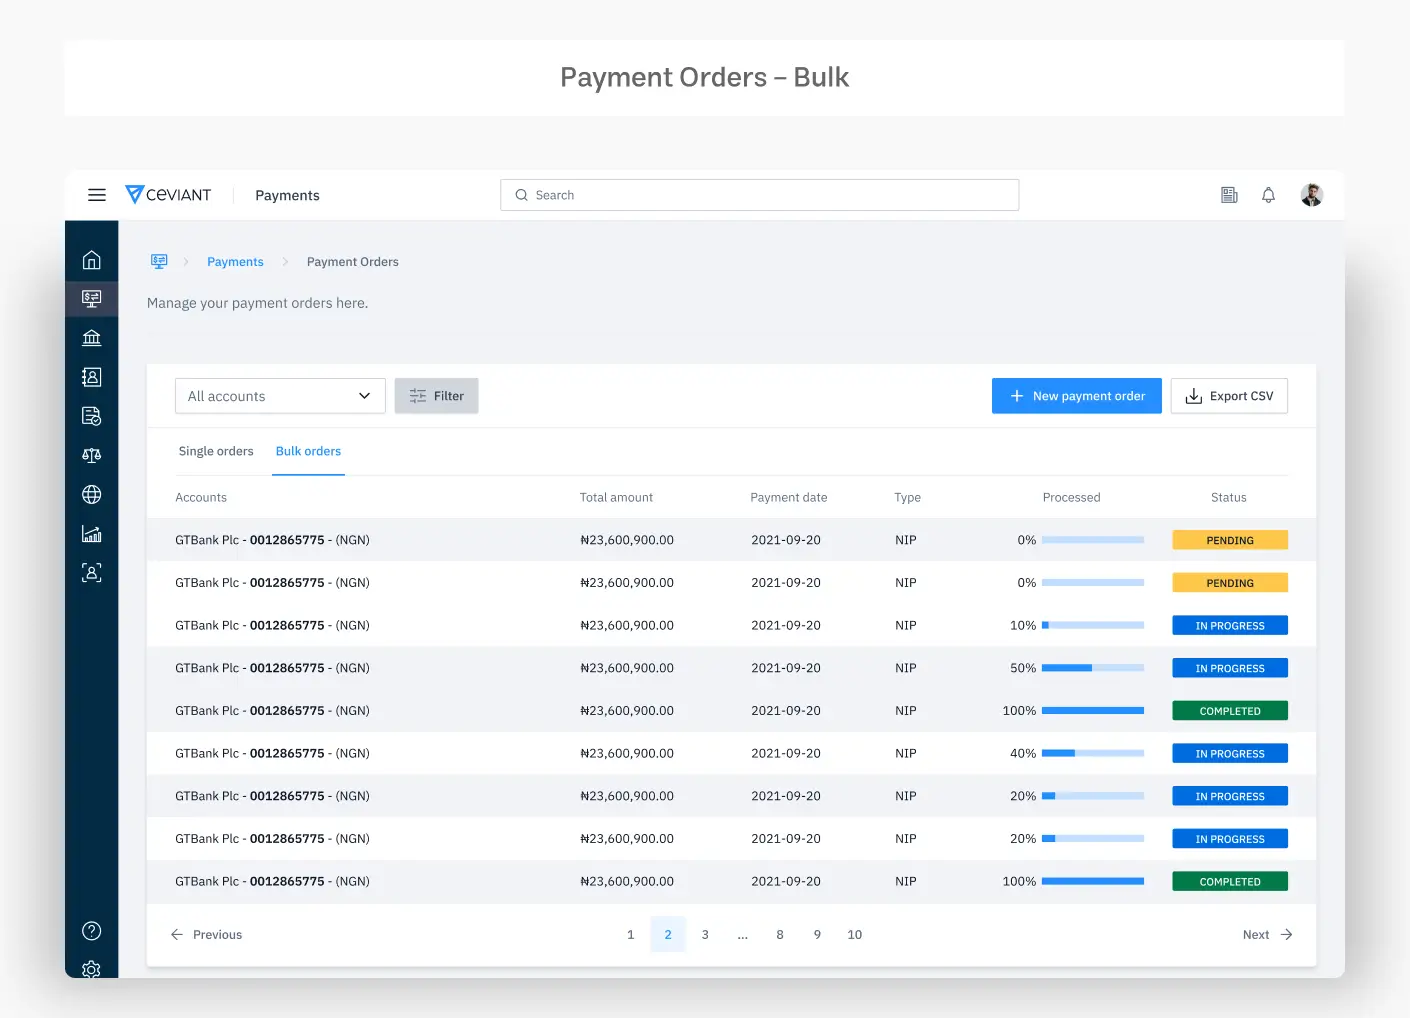 Payment Orders – Bulk
CEVIANT
Payments
Search
Payments
Payment Orders
Manage your payment orders here.
All accounts
Filter
New payment order
Export CSV
Single orders
Bulk orders
Accounts Total amount Payment date Type Processed Status
GTBank Plc - 0012865775 - (NGN) ₦23,600,900.00 2021-09-20 NIP 0% PENDING
GTBank Plc - 0012865775 - (NGN) ₦23,600,900.00 2021-09-20 NIP 0% PENDING
GTBank Plc - 0012865775 - (NGN) ₦23,600,900.00 2021-09-20 NIP 10% IN PROGRESS
GTBank Plc - 0012865775 - (NGN) ₦23,600,900.00 2021-09-20 NIP 50% IN PROGRESS
GTBank Plc - 0012865775 - (NGN) ₦23,600,900.00 2021-09-20 NIP 100% COMPLETED
GTBank Plc - 0012865775 - (NGN) ₦23,600,900.00 2021-09-20 NIP 40% IN PROGRESS
GTBank Plc - 0012865775 - (NGN) ₦23,600,900.00 2021-09-20 NIP 20% IN PROGRESS
GTBank Plc - 0012865775 - (NGN) ₦23,600,900.00 2021-09-20 NIP 20% IN PROGRESS
GTBank Plc - 0012865775 - (NGN) ₦23,600,900.00 2021-09-20 NIP 100% COMPLETED
Previous 1 2 3 ... 8 9 10 Next